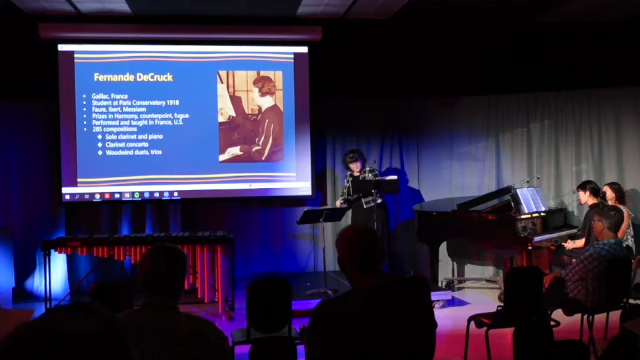 Fernande DeCruck
• Gaillac, France
• Student at Paris Conservatory 1918
• Faure, Ibert, Messiaen
• Prizes in Harmony, counterpoint, fugue
• Performed and taught in France, U.S.
• 285 compositions
❖ Solo clarinet and piano
❖ Clarinet concerto
❖ Woodwind duets, trios